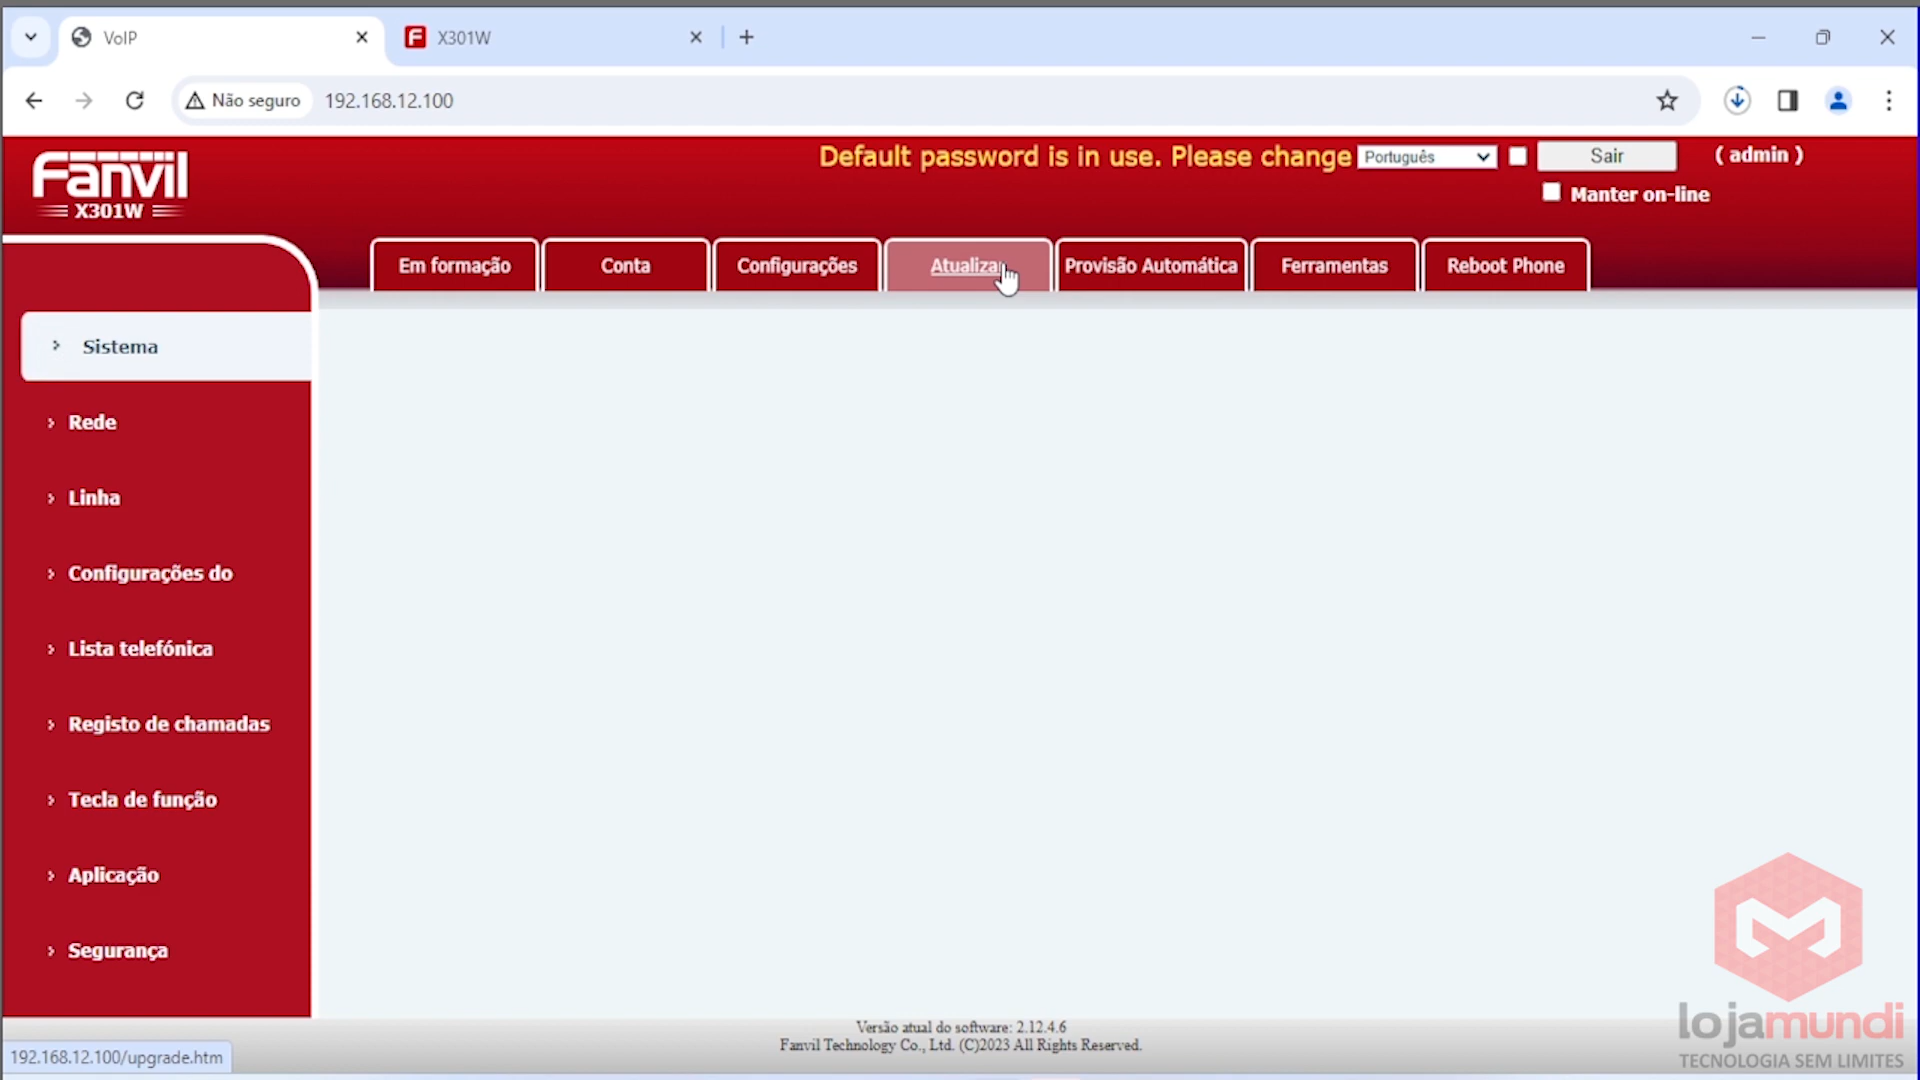 VoIP
X301W
Não seguro
192.168.12.100
Fanvil
X301W
Default password is in use. Please change
Português
Sair
( admin )
Manter on-line
Em formação
Conta
Configurações
Atualizar
Provisão Automática
Ferramentas
Reboot Phone
Sistema
Rede
Linha
Configurações do
Lista telefónica
Registo de chamadas
Tecla de função
Aplicação
Segurança
Versão atual do software: 2.12.4.6
Fanvil Technology Co., Ltd. (C)2023 All Rights Reserved.
192.168.12.100/upgrade.htm
lojamundi
TECNOLOGIA SEM LIMITES